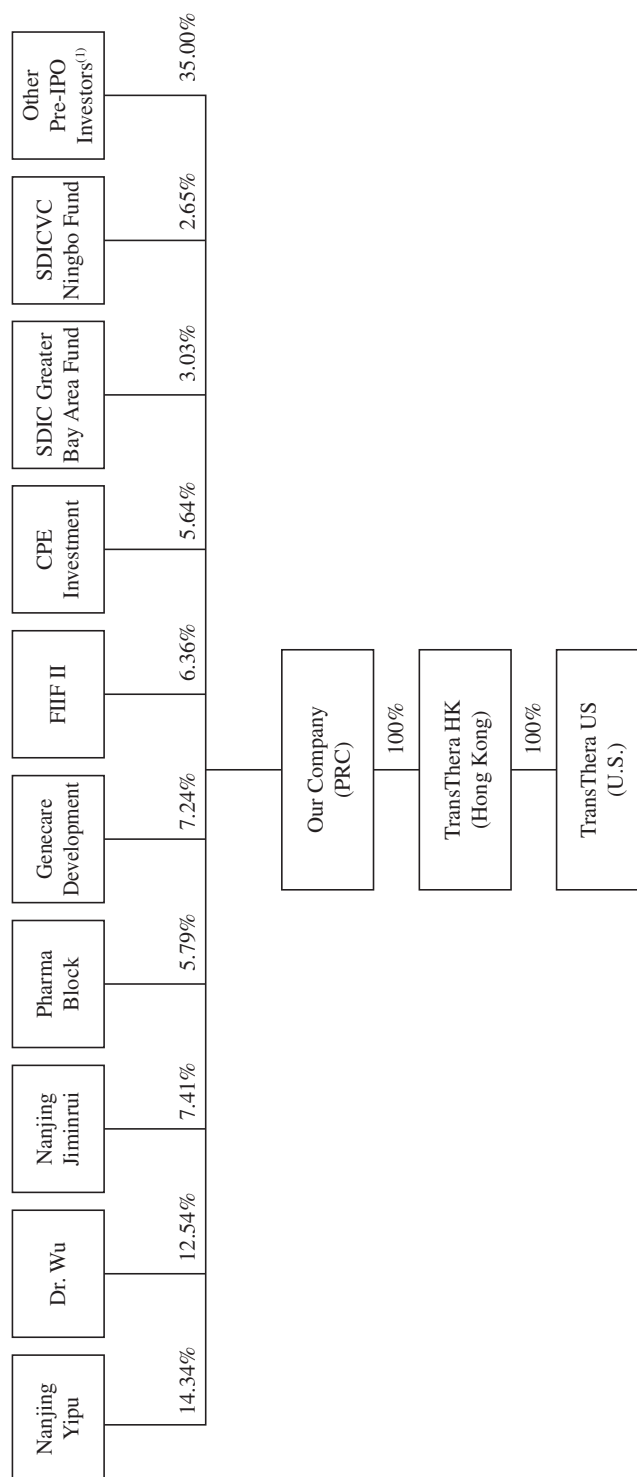 Nanjing
Yipu
Dr. Wu
Nanjing
Jiminrui
Pharma
Block
Genecare
Development
FIIF II
CPE
Investment
SDIC Greater
Bay Area Fund
SDICVC
Ningbo Fund
Other
Pre-IPO
Investors(1)
14.34%
12.54%
7.41%
5.79%
7.24%
6.36%
5.64%
3.03%
2.65%
35.00%
Our Company
(PRC)
100%
TransThera HK
(Hong Kong)
100%
TransThera US
(U.S.)